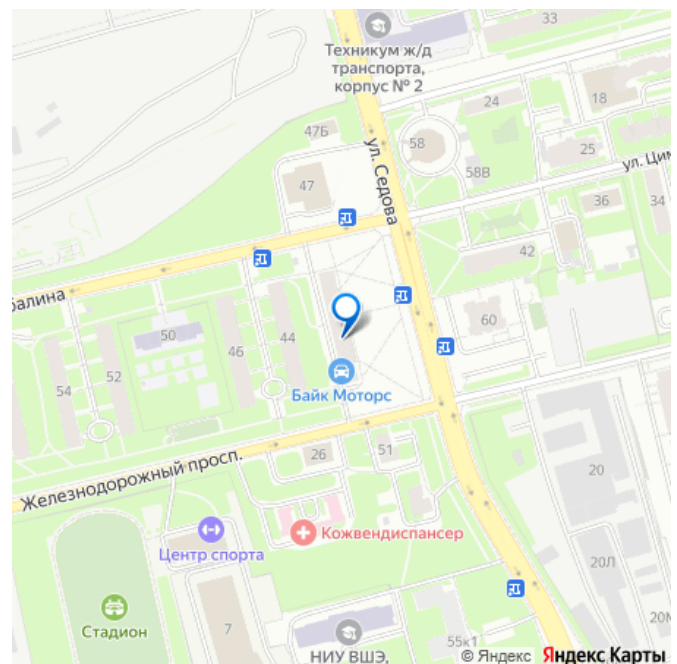 33
Техникум ж/д
транспорта,
корпус № 2
24
18
47Б
58
25
ул. Седова
58В
ул. Цим
47
36
34
42
балина
50
44
60
46
54
52
Байк Моторс
Железнодорожный просп.
26
51
20
Кожвендиспансер
Центр спорта
20Л
Стадион
7
20М
НИУ ВШЭ,
55к1
© Яндекс Яндекс Карты